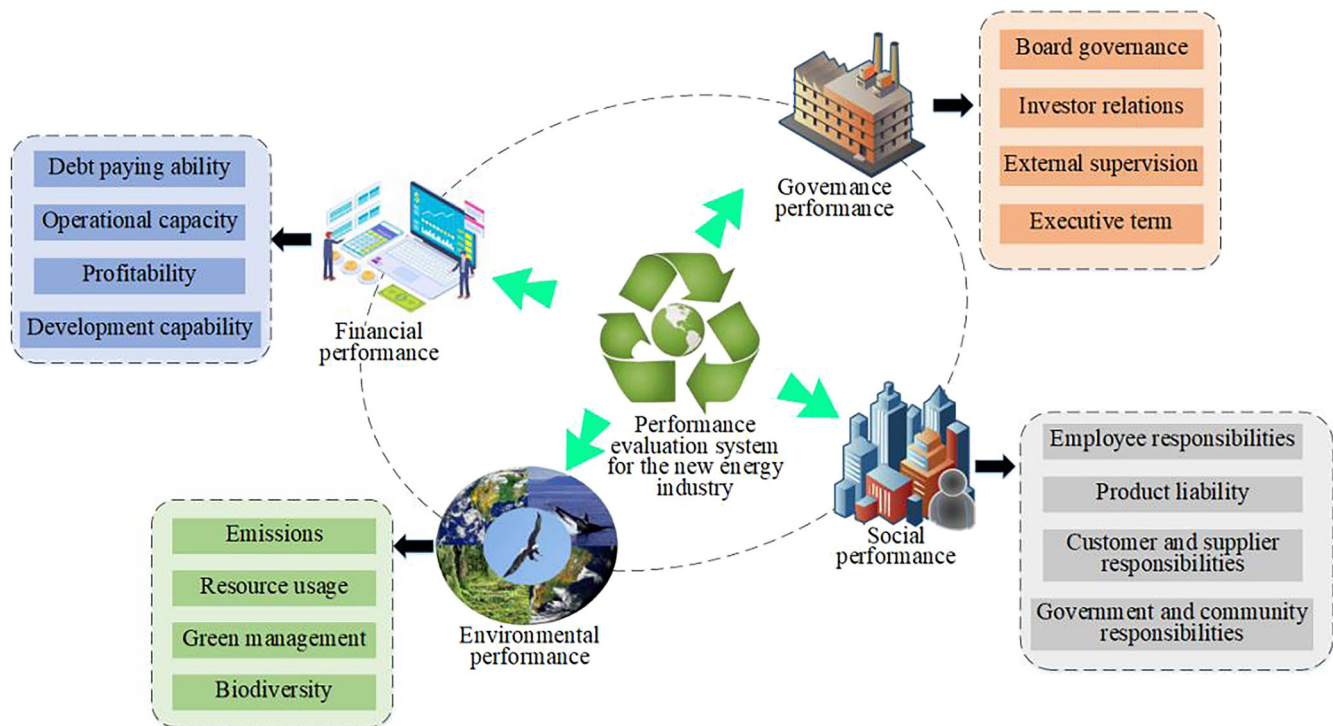 Board governance
Investor relations
External supervision
Executive term
Governance
performance
Debt paying ability
Operational capacity
Profitability
Development capability
Financial
performance
Performance
evaluation system
for the new energy
industry
Employee responsibilities
Product liability
Customer and supplier
responsibilities
Government and community
responsibilities
Social
performance
Emissions
Resource usage
Green management
Biodiversity
Environmental
performance